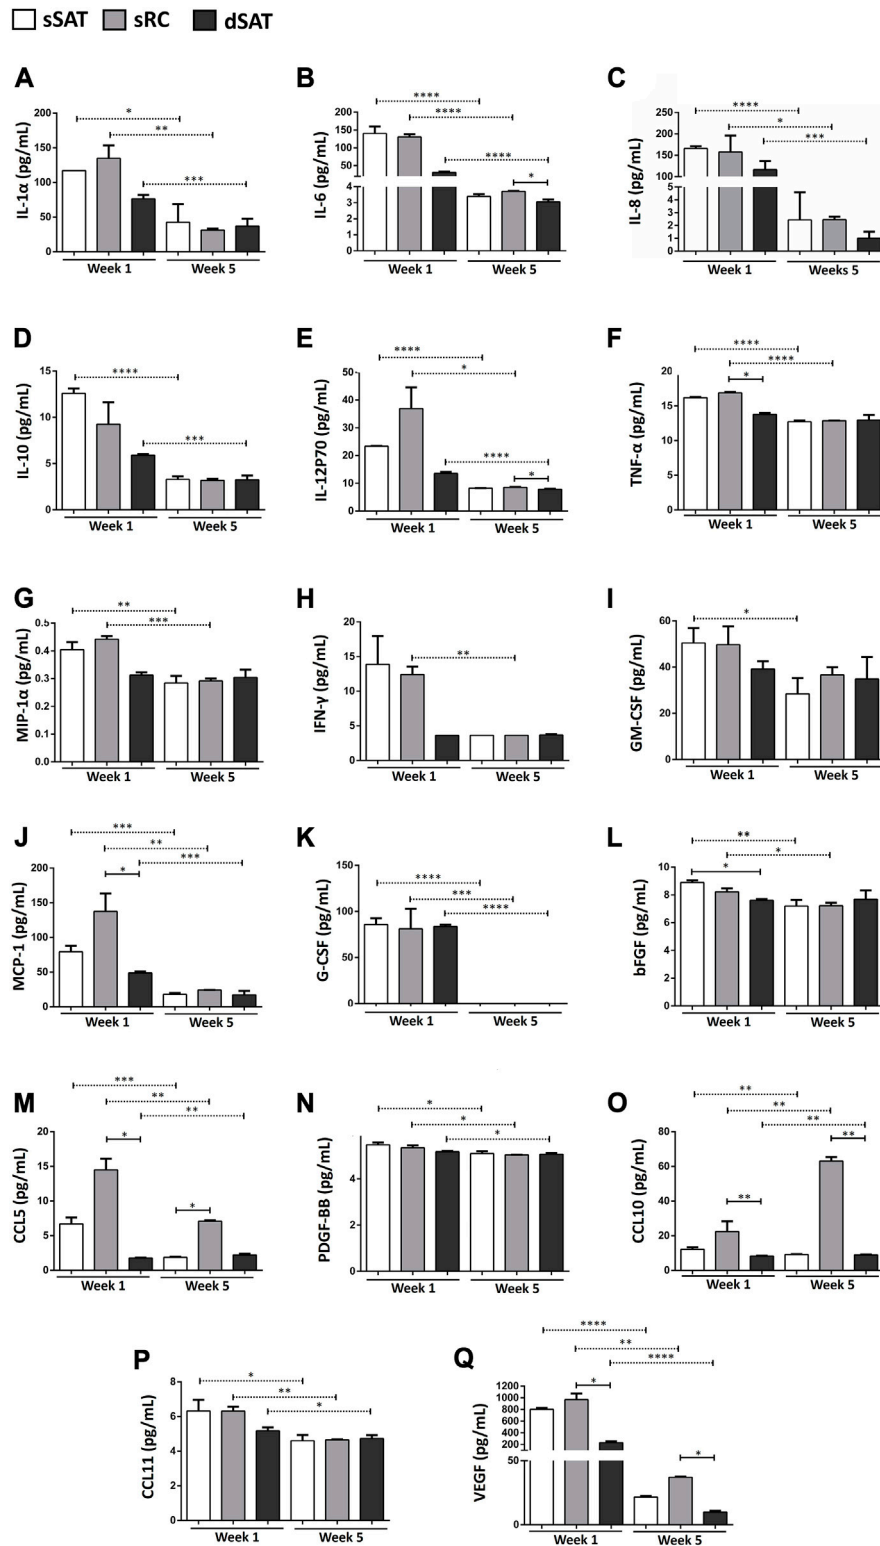 sSAT sRC dSAT
A B C
* ** ***
IL-1α (pg/mL)
200
150
100
50
0
Week 1 Week 5
**** **** **** *
IL-6 (pg/mL)
200
150
100
50
4
3
2
1
0
Week 1 Week 5
**** * ***
IL-8 (pg/mL)
250
200
150
100
5
4
3
2
1
0
Week 1 Weeks 5
D E F
**** ***
IL-10 (pg/mL)
15
10
5
0
Week 1 Week 5
**** * **** *
IL-12P70 (pg/mL)
50
40
30
20
10
0
Week 1 Week 5
**** **** *
TNF-α (pg/mL)
20
15
10
5
0
Week 1 Week 5
G H I
** ***
MIP-1α (pg/mL)
0.5
0.4
0.3
0.2
0.1
0.0
Week 1 Week 5
**
IFN-γ (pg/mL)
20
15
10
5
0
Week 1 Week 5
*
GM-CSF (pg/mL)
60
40
20
0
Week 1 Week 5
J K L
*** ** *** *
MCP-1 (pg/mL)
200
150
100
50
0
Week 1 Week 5
**** *** ****
G-CSF (pg/mL)
150
100
50
0
Week 1 Week 5
** * *
bFGF (pg/mL)
10
8
6
4
2
0
Week 1 Week 5
M N O
*** ** ** * *
CCL5 (pg/mL)
20
15
10
5
0
Week 1 Week 5
* * *
PDGF-BB (pg/mL)
4
2
0
Week 1 Week 5
** ** ** ** **
CCL10 (pg/mL)
80
60
40
20
0
Week 1 Week 5
P Q
* ** *
CCL11 (pg/mL)
8
6
4
2
0
Week 1 Week 5
**** ** **** * *
VEGF (pg/mL)
1200
1000
800
600
400
200
50
0
Week 1 Week 5